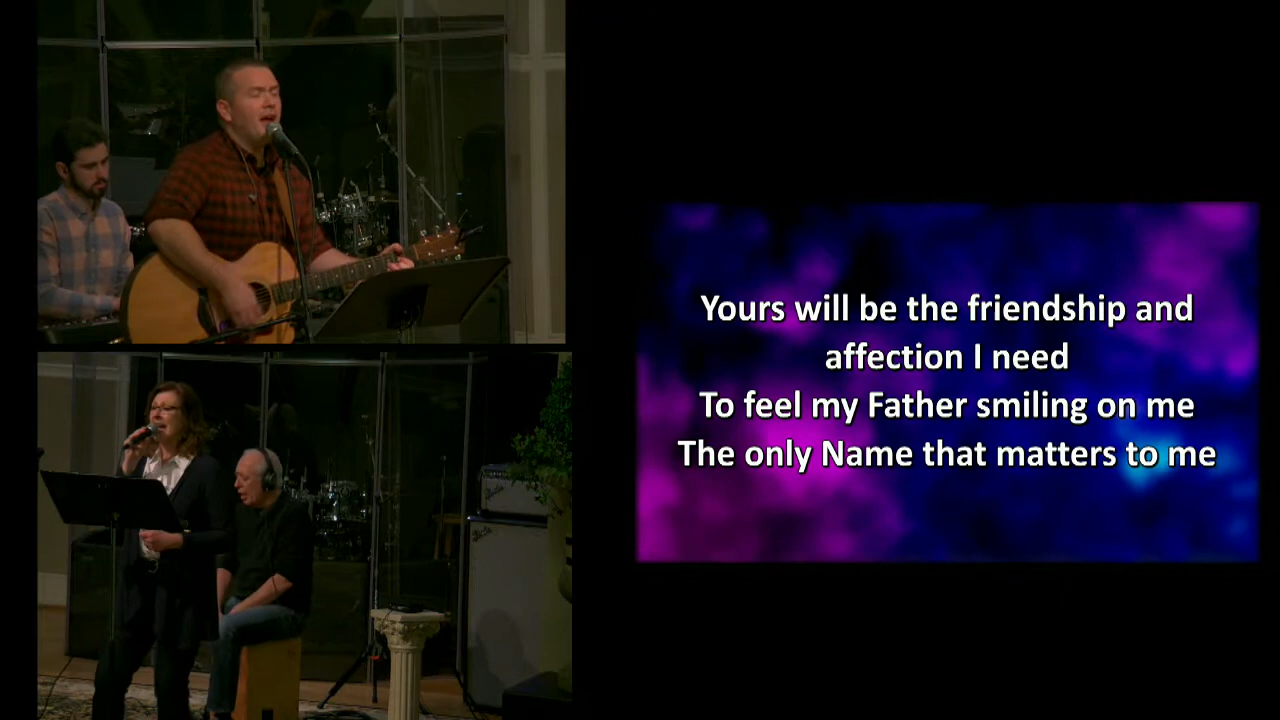 Yours will be the friendship and
affection I need
To feel my Father smiling on me
The only Name that matters to me